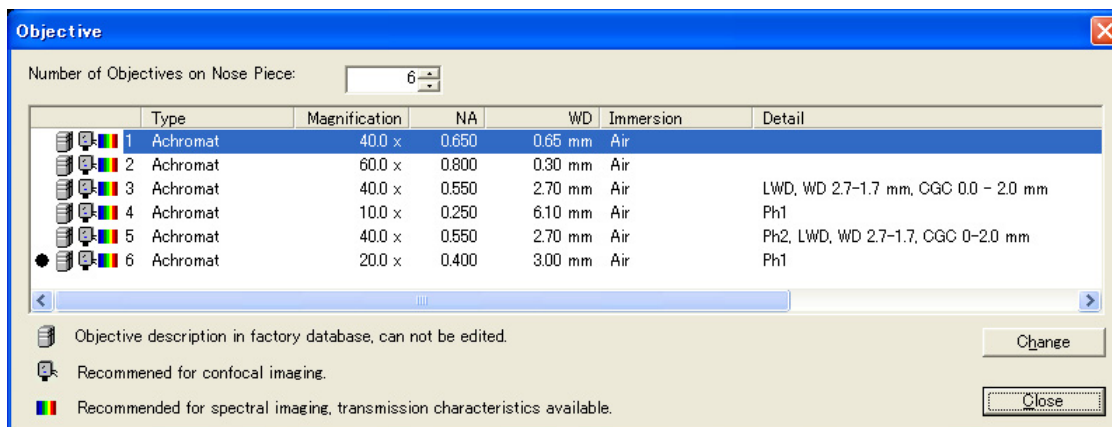 Objective
Number of Objectives on Nose Piece: 6
Type Magnification NA WD Immersion Detail
1 Achromat 40.0 x 0.650 0.65 mm Air
2 Achromat 60.0 x 0.800 0.30 mm Air
3 Achromat 40.0 x 0.550 2.70 mm Air LWD, WD 2.7-1.7 mm, CGC 0.0 - 2.0 mm
4 Achromat 10.0 x 0.250 6.10 mm Air Ph1
5 Achromat 40.0 x 0.550 2.70 mm Air Ph2, LWD, WD 2.7-1.7, CGC 0-2.0 mm
6 Achromat 20.0 x 0.400 3.00 mm Air Ph1
Objective description in factory database, can not be edited.
Change
Recommened for confocal imaging.
Recommended for spectral imaging, transmission characteristics available.
Close